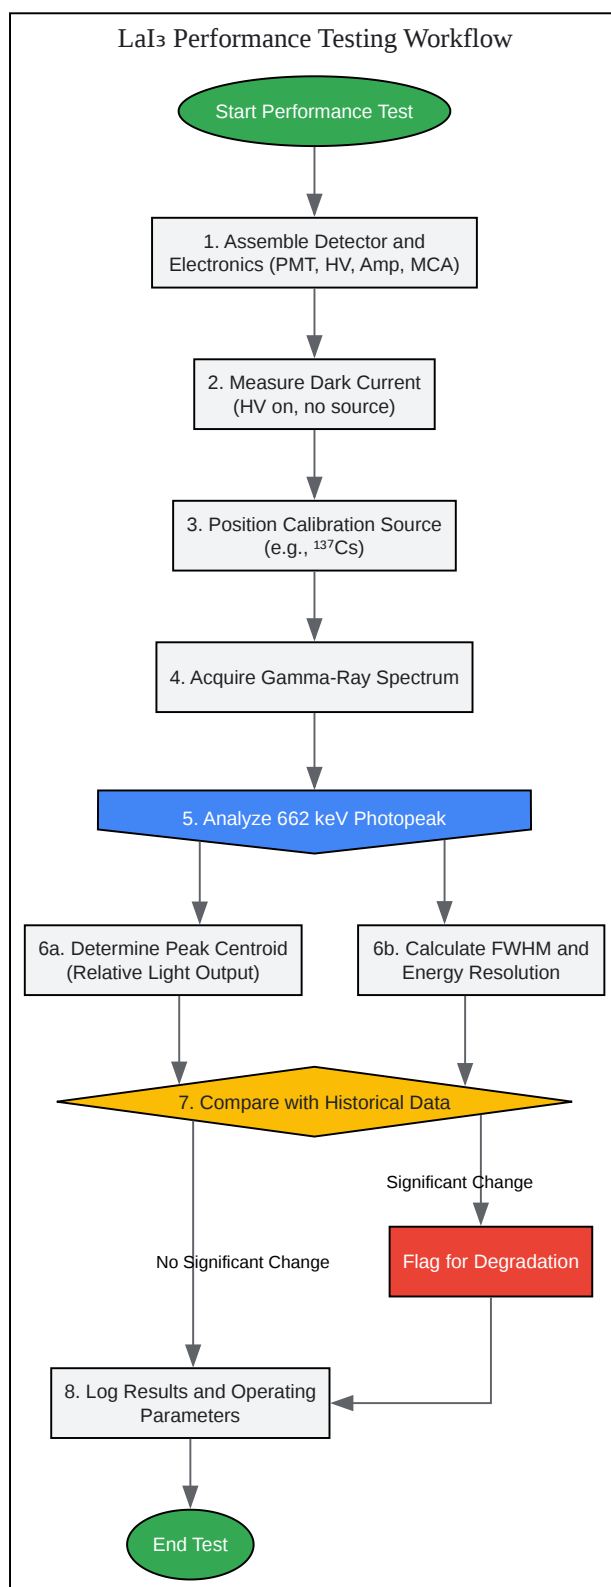 LaI₃ Performance Testing Workflow
Start Performance Test
1. Assemble Detector and
Electronics (PMT, HV, Amp, MCA)
2. Measure Dark Current
(HV on, no source)
3. Position Calibration Source
(e.g., ¹³⁷Cs)
4. Acquire Gamma-Ray Spectrum
5. Analyze 662 keV Photopeak
6a. Determine Peak Centroid
(Relative Light Output)
6b. Calculate FWHM and
Energy Resolution
7. Compare with Historical Data
Significant Change
No Significant Change
Flag for Degradation
8. Log Results and Operating
Parameters
End Test